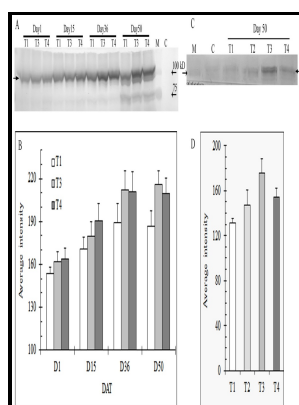 A
Day1 Day15 Day36 Day50
T1 T3 T4 T1 T3 T4 T1 T3 T4 T1 T3 T4 M C
100 kD
75
C
Day 50
M C T1 T2 T3 T4
B
T1
T3
T4
Average intensity
220
190
160
130
100
D1 D15 D36 D50
DAT
D
Average intensity
200
160
120
80
40
0
T1 T2 T3 T4